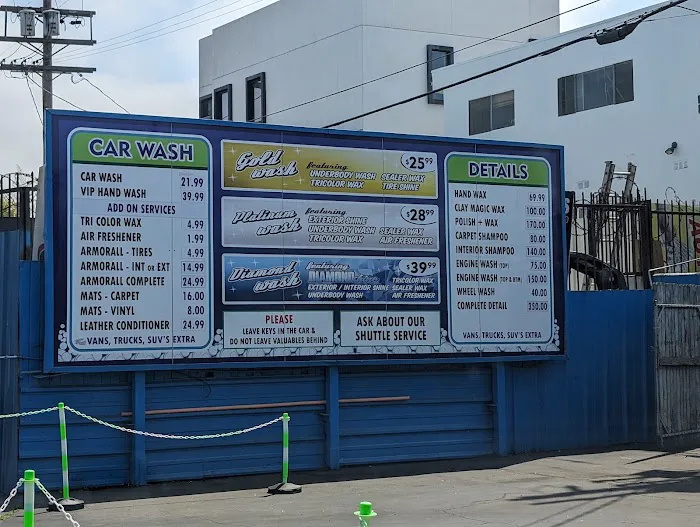 CAR WASH
CAR WASH 21.99
VIP HAND WASH 39.99
ADD ON SERVICES
TRI COLOR WAX 4.99
AIR FRESHENER 1.99
ARMORALL - TIRES 4.99
ARMORALL - INT OR EXT 14.99
ARMORALL COMPLETE 24.99
MATS - CARPET 16.00
MATS - VINYL 8.00
LEATHER CONDITIONER 24.99
VANS, TRUCKS, SUV'S EXTRA
Gold wash
featuring
$25.99
UNDERBODY WASH SEALER WAX
TRICOLOR WAX TIRE SHINE
Platinum wash
featuring
$28.99
EXTERIOR SHINE
UNDERBODY WASH SEALER WAX
TRICOLOR WAX AIR FRESHENER
Diamond wash
featuring
$39.99
DIAMOND
TRICOLOR WAX
EXTERIOR / INTERIOR SHINE SEALER WAX
UNDERBODY WASH AIR FRESHENER
PLEASE
LEAVE KEYS IN THE CAR &
DO NOT LEAVE VALUABLES BEHIND
ASK ABOUT OUR
SHUTTLE SERVICE
DETAILS
HAND WAX 69.99
CLAY MAGIC WAX 100.00
POLISH + WAX 170.00
CARPET SHAMPOO 80.00
INTERIOR SHAMPOO 140.00
ENGINE WASH (TOP) 75.00
ENGINE WASH (TOP & BTM) 150.00
WHEEL WASH 40.00
COMPLETE DETAIL 250.00
VANS, TRUCKS, SUV'S EXTRA